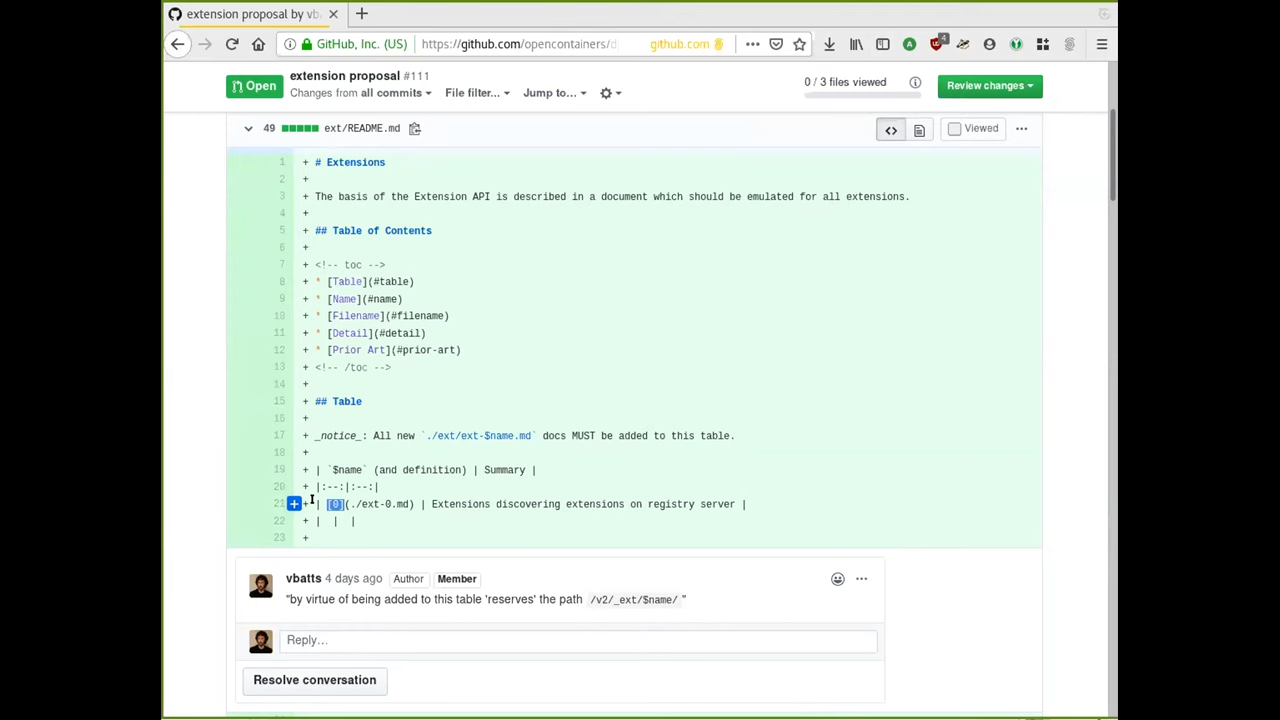 extension proposal by vb
GitHub, Inc. (US)
https://github.com/opencontainers/d
github.com
4
Open
extension proposal #111
Changes from all commits
File filter...
Jump to...
0 / 3 files viewed
Review changes
49
ext/README.md
Viewed
1 + # Extensions
2 +
3 + The basis of the Extension API is described in a document which should be emulated for all extensions.
4 +
5 + ## Table of Contents
6 +
7 + <!-- toc -->
8 + * [Table](#table)
9 + * [Name](#name)
10 + * [Filename](#filename)
11 + * [Detail](#detail)
12 + * [Prior Art](#prior-art)
13 + <!-- /toc -->
14 +
15 + ## Table
16 +
17 + _notice_: All new `./ext/ext-$name.md` docs MUST be added to this table.
18 +
19 + | `$name` (and definition) | Summary |
20 + |:--:|:--:|
21 + | [0](./ext-0.md) | Extensions discovering extensions on registry server |
22 + | | |
23 +
vbatts 4 days ago Author Member
"by virtue of being added to this table 'reserves' the path /v2/_ext/$name/ "
Reply...
Resolve conversation